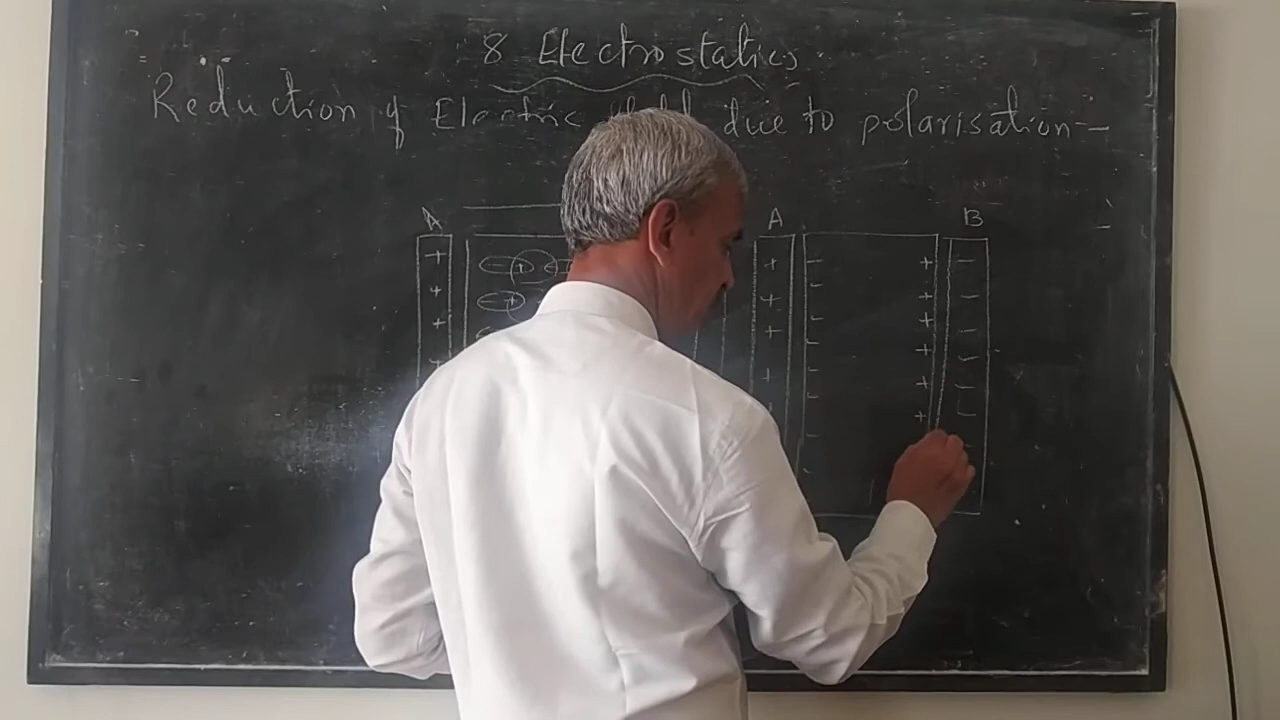 8 Electrostatics
Reduction of Electric due to polarisation-
A A B
+ - + + - + -
- + + + - + -
+ + - + -
+ - + -
+ - + -
- + -
-